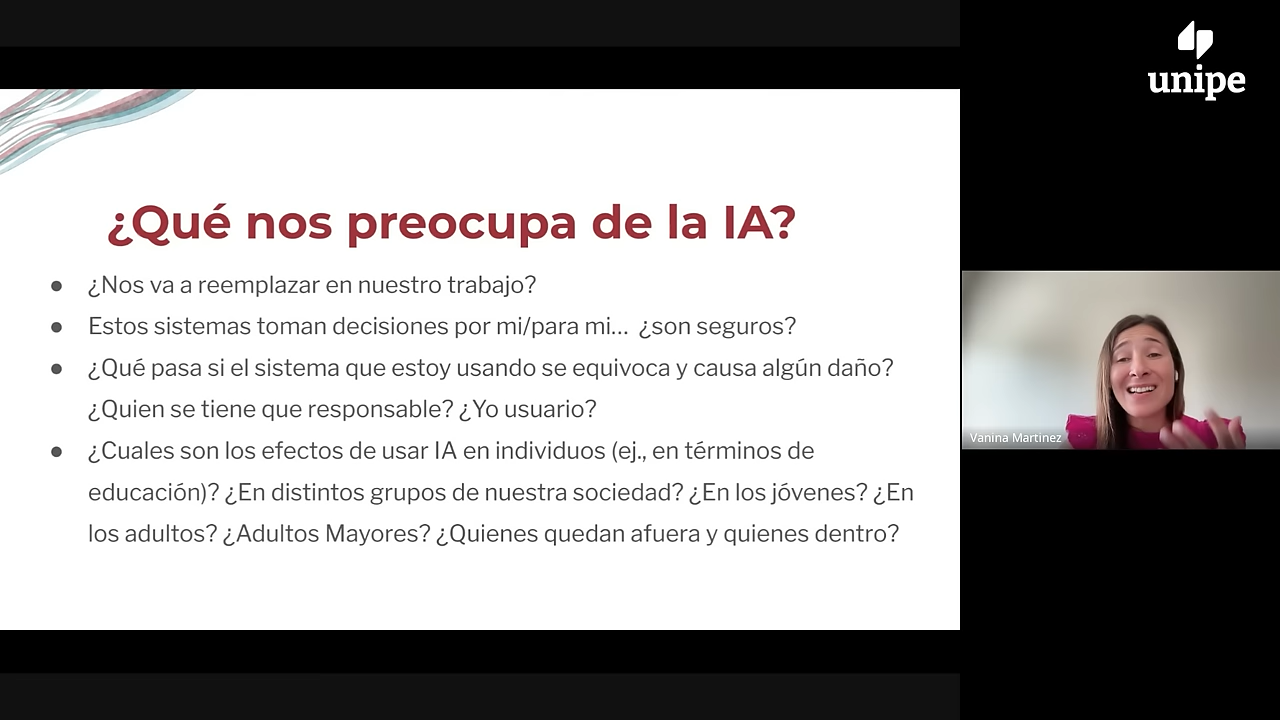 unipe
¿Qué nos preocupa de la IA?
● ¿Nos va a reemplazar en nuestro trabajo?
● Estos sistemas toman decisiones por mi/para mi... ¿son seguros?
● ¿Qué pasa si el sistema que estoy usando se equivoca y causa algún daño?
¿Quien se tiene que responsable? ¿Yo usuario?
● ¿Cuales son los efectos de usar IA en individuos (ej., en términos de
educación)? ¿En distintos grupos de nuestra sociedad? ¿En los jóvenes? ¿En
los adultos? ¿Adultos Mayores? ¿Quienes quedan afuera y quienes dentro?
Vanina Martinez